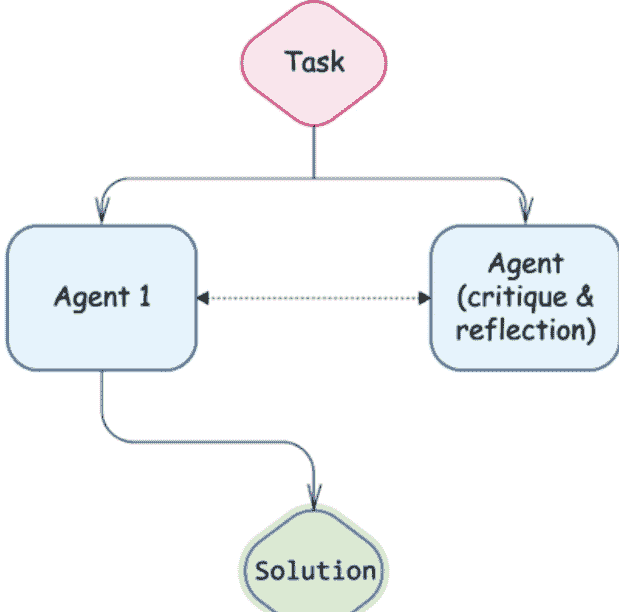 Task
Agent 1
Agent
(critique &
reflection)
Solution